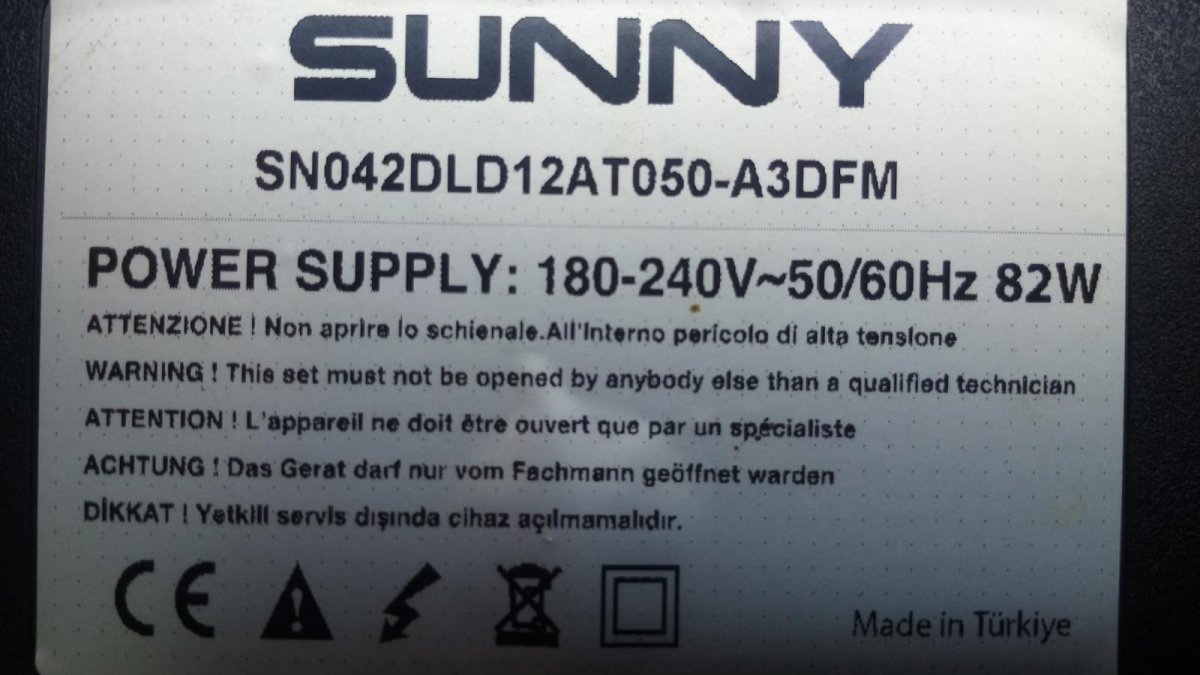 SUNNY
SN042DLD12AT050-A3DFM
POWER SUPPLY: 180-240V~50/60Hz 82W
ATTENZIONE ! Non aprire lo schienale.All'Interno pericolo di alta tensione
WARNING ! This set must not be opened by anybody else than a qualified technician
ATTENTION ! L'appareil ne doit être ouvert que par un spécialiste
ACHTUNG ! Das Gerat darf nur vom Fachmann geöffnet warden
DİKKAT ! Yetkili servis dışında cihaz açılmamalıdır.
CE
Made in Türkiye